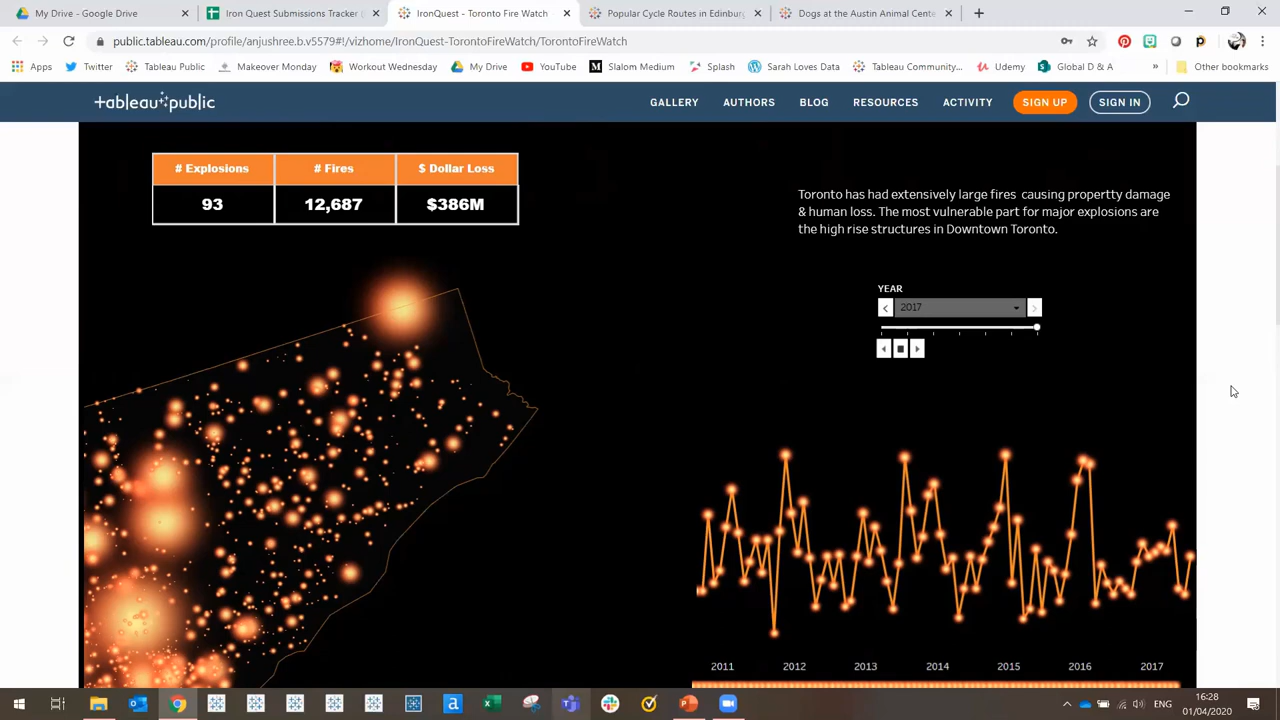 My Drive - Google Drive
Iron Quest Submissions Tracker (
IronQuest - Toronto Fire Watch
Popular Cycle Routes in Edinburg
Dogs at the Austin Animal Cente
public.tableau.com/profile/anjushree.b.v5579#!/vizhome/IronQuest-TorontoFireWatch/TorontoFireWatch
Apps
Twitter
Tableau Public
Makeover Monday
Workout Wednesday
My Drive
YouTube
Slalom Medium
Splash
Sarah Loves Data
Tableau Community...
Udemy
Global D & A
»
Other bookmarks
+ableau+public
GALLERY
AUTHORS
BLOG
RESOURCES
ACTIVITY
SIGN UP
SIGN IN
# Explosions
# Fires
$ Dollar Loss
93
12,687
$386M
Toronto has had extensively large fires causing propertty damage
& human loss. The most vulnerable part for major explosions are
the high rise structures in Downtown Toronto.
YEAR
2017
2011
2012
2013
2014
2015
2016
2017
ENG
16:28
01/04/2020